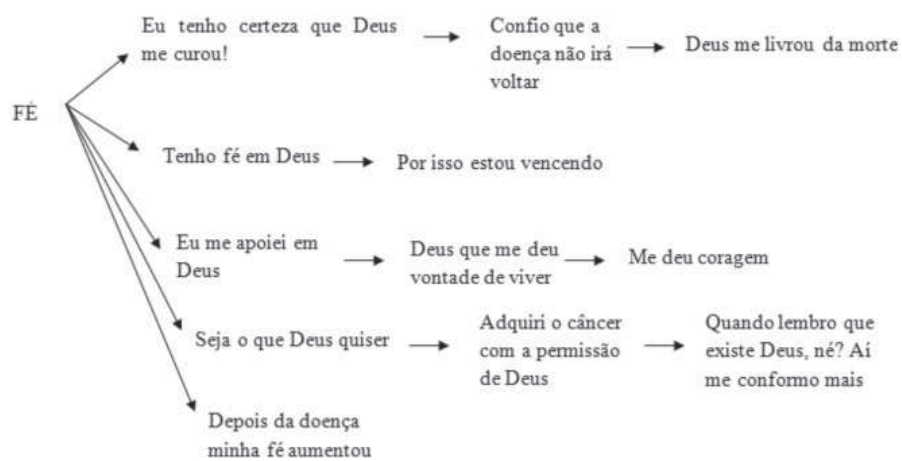 Eu tenho certeza que Deus
me curou!
Confio que a
doença não irá
voltar
Deus me livrou da morte
FÉ
Tenho fé em Deus
Por isso estou vencendo
Eu me apoiei em
Deus
Deus que me deu
vontade de viver
Me deu coragem
Seja o que Deus quiser
Adquiri o câncer
com a permissão
de Deus
Quando lembro que
existe Deus, né? Aí
me conformo mais
Depois da doença
minha fé aumentou